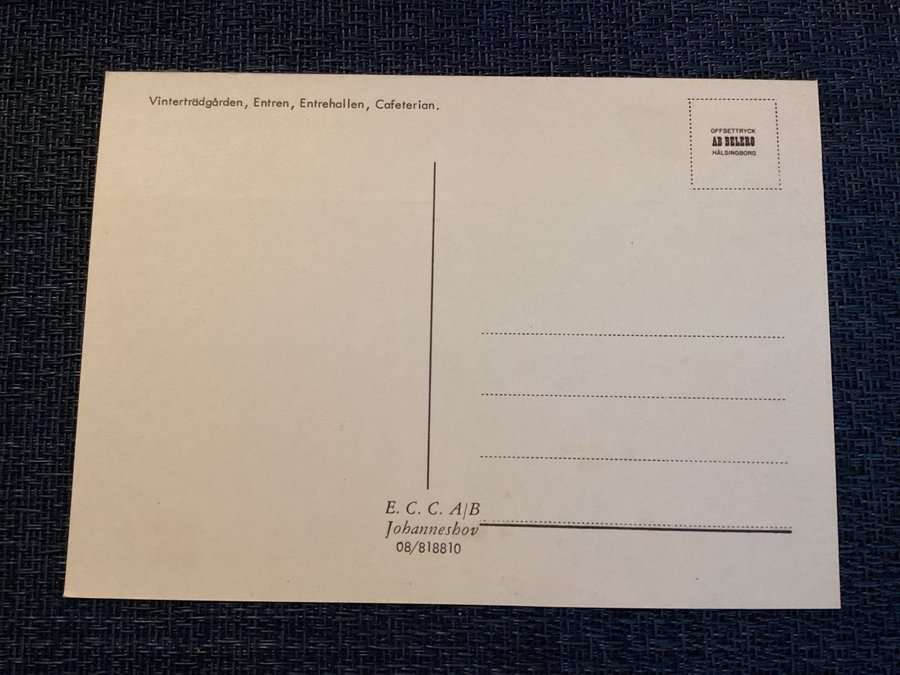 Vinterträdgården, Entren, Entrehallen, Cafeterian.
OFFSETTRYCK
AB BELERO
HÄLSINGBORG
E. C. C. A/B
Johanneshov
08/818810